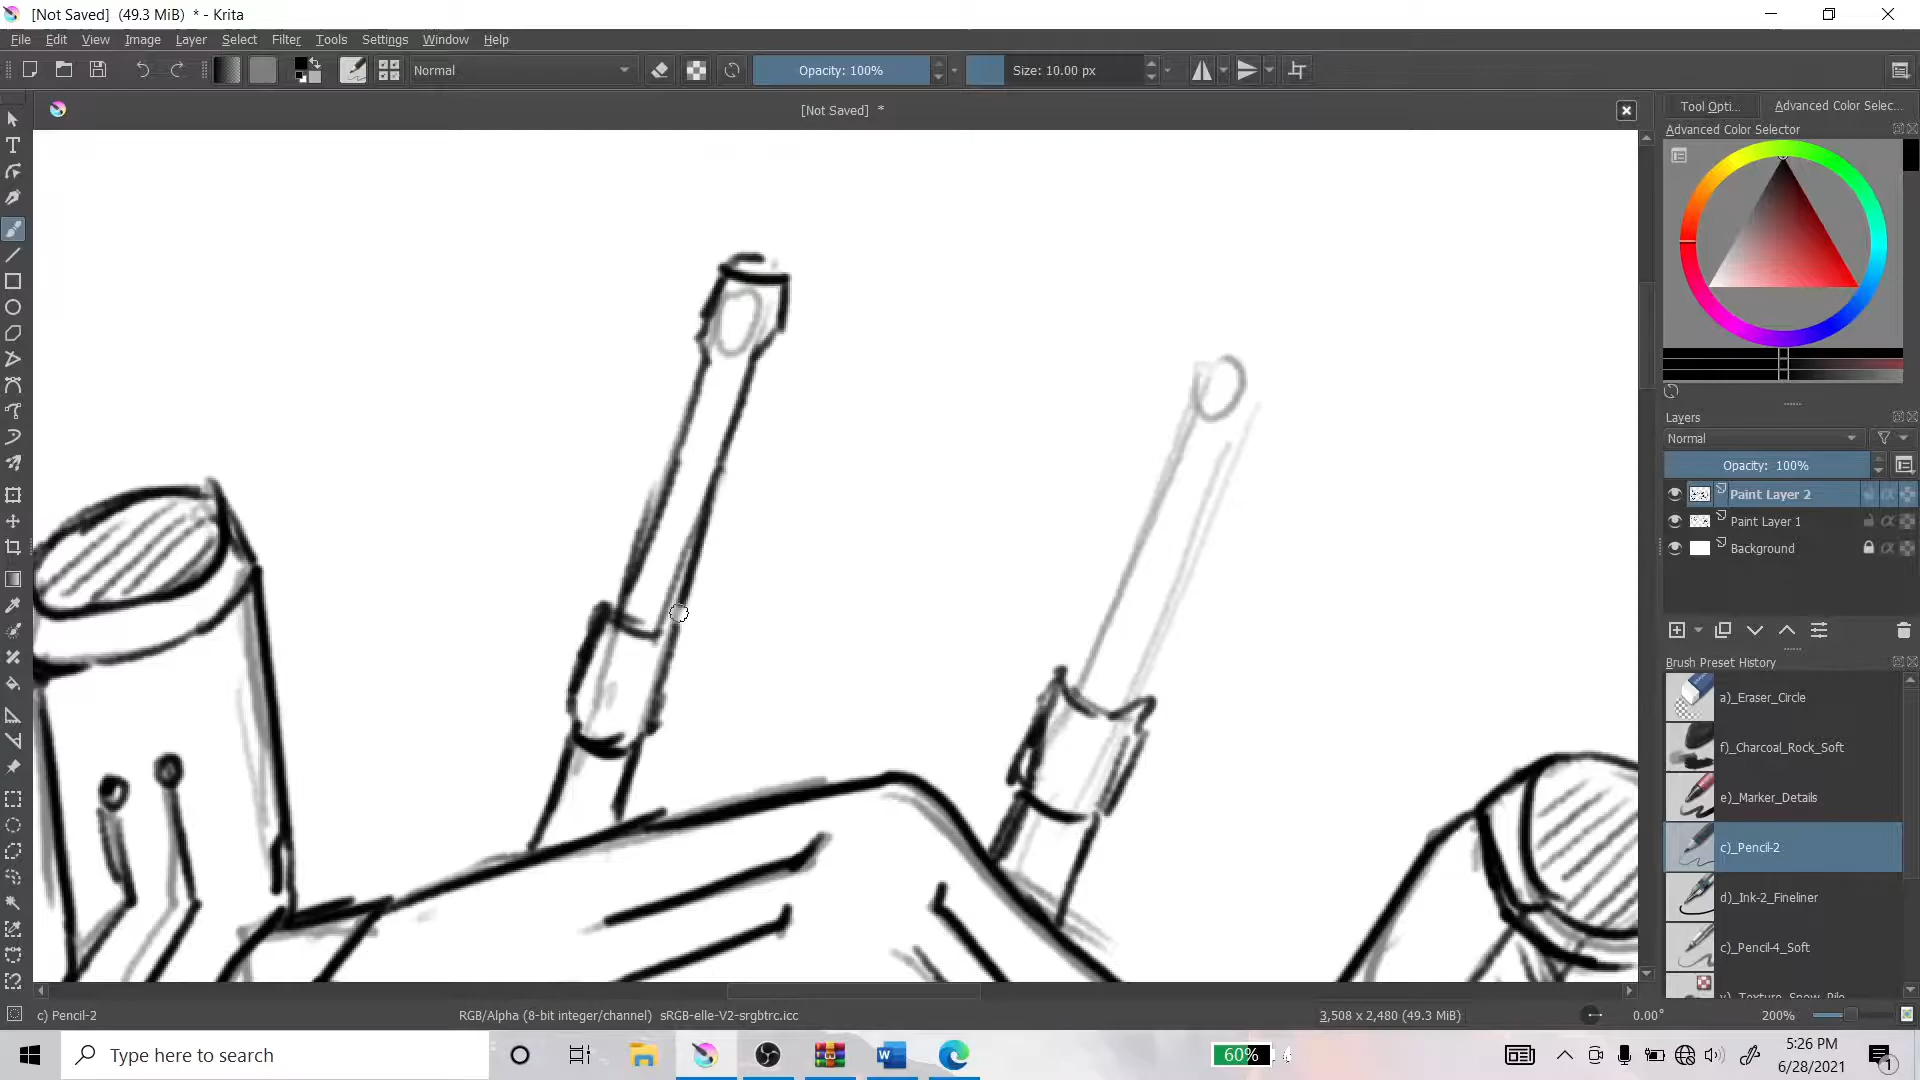 [Not Saved]  (49.3 MiB)  * - Krita
File Edit View Image Layer Select Filter Tools Settings Window Help
Normal
Opacity: 100%
Size: 10.00 px
[Not Saved]  *
Tool Opti...
Advanced Color Selec...
Advanced Color Selector
Layers
Normal
Opacity:  100%
Paint Layer 2
Paint Layer 1
Background
Brush Preset History
a)_Eraser_Circle
f)_Charcoal_Rock_Soft
e)_Marker_Details
c)_Pencil-2
d)_Ink-2_Fineliner
c)_Pencil-4_Soft
c) Pencil-2
RGB/Alpha (8-bit integer/channel)  sRGB-elle-V2-srgbtrc.icc
3,508 x 2,480 (49.3 MiB)
0.00°
200%
Type here to search
60%
5:26 PM
6/28/2021
1